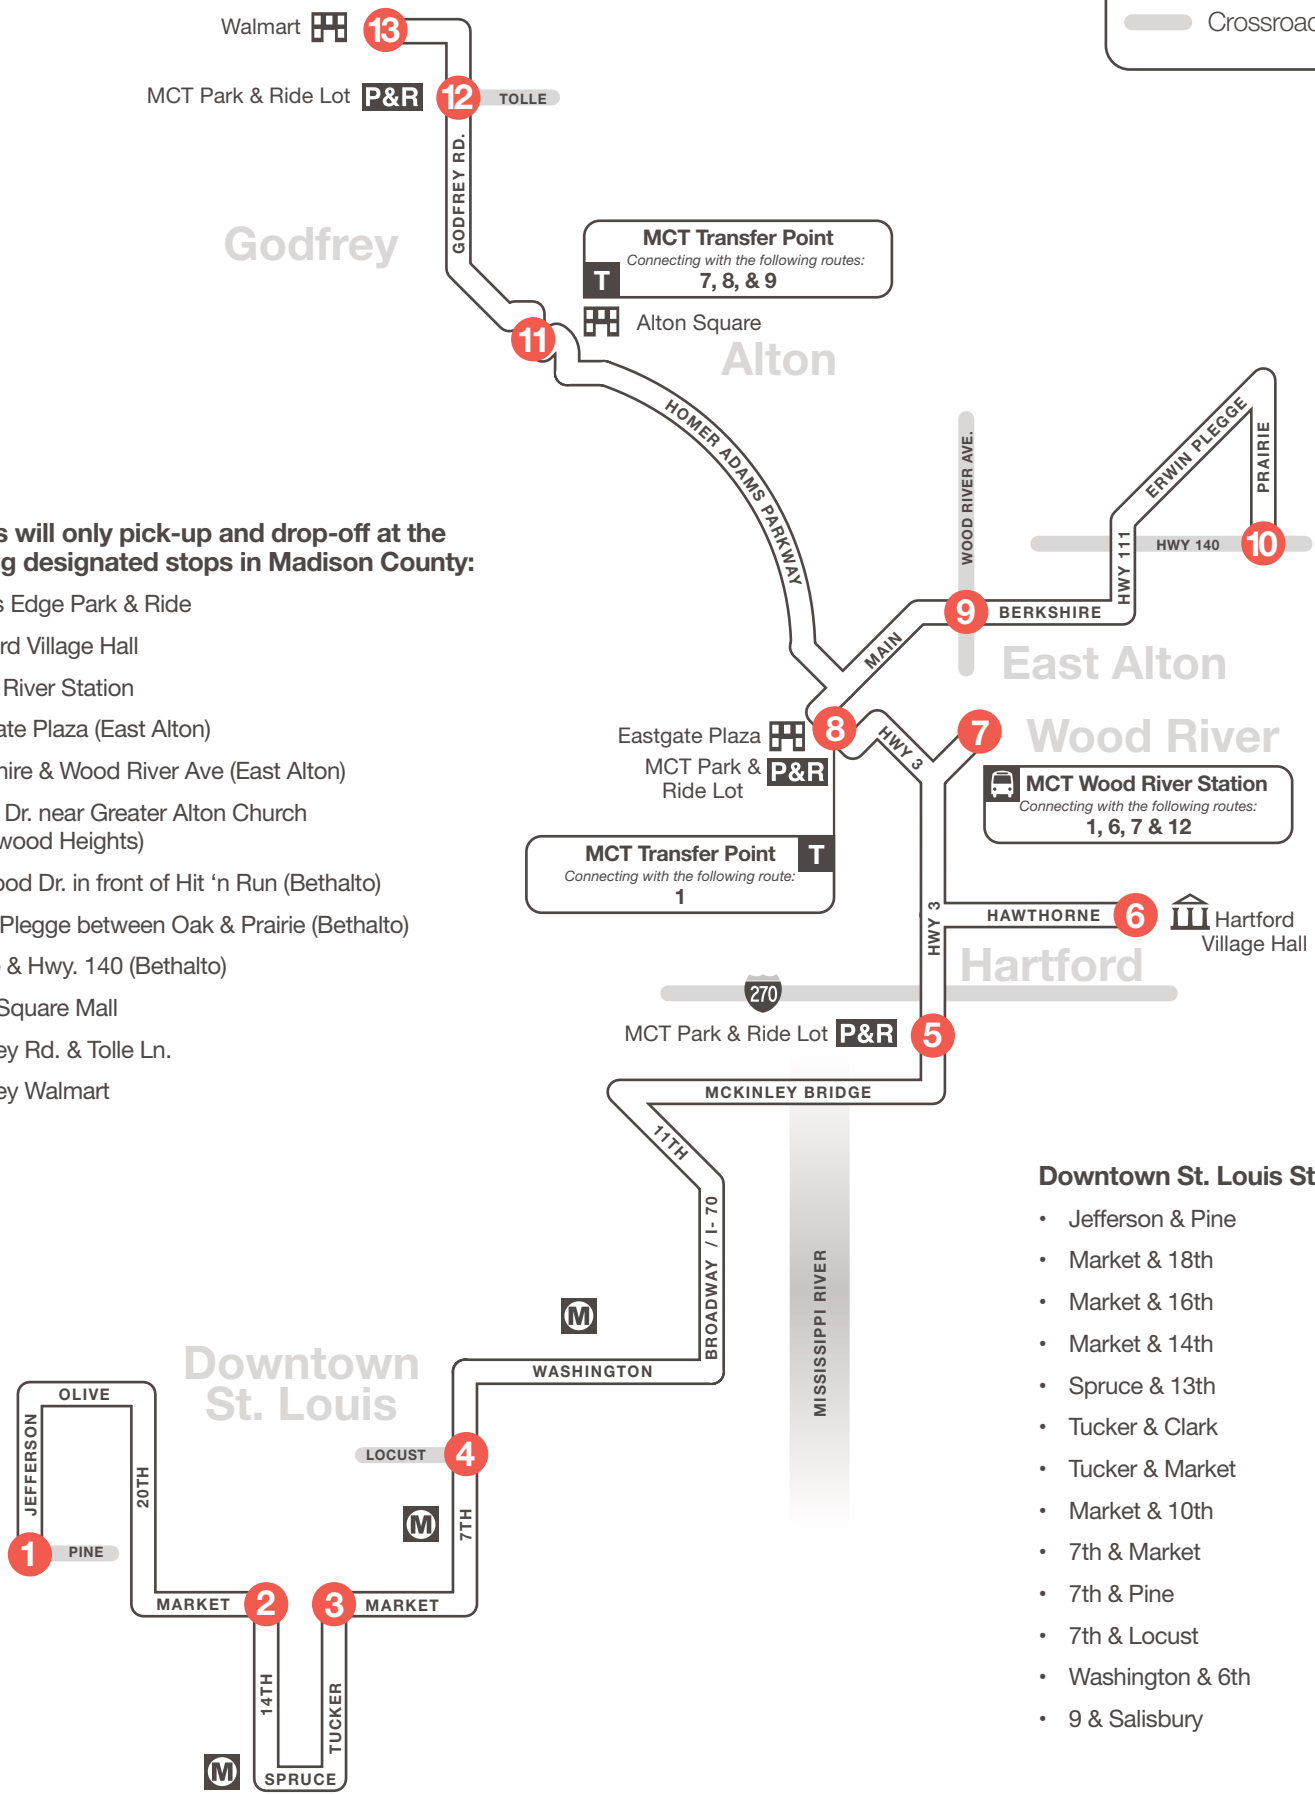 Walmart
13
Crossroad
MCT Park & Ride Lot P&R 12 TOLLE
GODFREY RD.
Godfrey
MCT Transfer Point
Connecting with the following routes:
T 7, 8, & 9
11
Alton Square
Alton
HOMER ADAMS PARKWAY
WOOD RIVER AVE.
ERWIN PLEGGE
PRAIRIE
HWY 111
HWY 140 10
s will only pick-up and drop-off at the
g designated stops in Madison County:
s Edge Park & Ride
rd Village Hall
River Station
ate Plaza (East Alton)
hire & Wood River Ave (East Alton)
Dr. near Greater Alton Church
wood Heights)
ood Dr. in front of Hit ‘n Run (Bethalto)
Plegge between Oak & Prairie (Bethalto)
& Hwy. 140 (Bethalto)
Square Mall
ey Rd. & Tolle Ln.
ey Walmart
9 BERKSHIRE
MAIN
East Alton
Eastgate Plaza 8
MCT Park & P&R
Ride Lot
HWY 3
7
Wood River
MCT Wood River Station
Connecting with the following routes:
1, 6, 7 & 12
MCT Transfer Point T
Connecting with the following route:
1
HWY 3
HAWTHORNE 6
Hartford
Village Hall
Hartford
270
MCT Park & Ride Lot P&R 5
MCKINLEY BRIDGE
11TH
BROADWAY / I- 70
MISSISSIPPI RIVER
M
WASHINGTON
Downtown
St. Louis
OLIVE
JEFFERSON
20TH
LOCUST 4
M
7TH
1 PINE
MARKET 2
3 MARKET
14TH
TUCKER
M
SPRUCE
Downtown St. Louis St
• Jefferson & Pine
• Market & 18th
• Market & 16th
• Market & 14th
• Spruce & 13th
• Tucker & Clark
• Tucker & Market
• Market & 10th
• 7th & Market
• 7th & Pine
• 7th & Locust
• Washington & 6th
• 9 & Salisbury